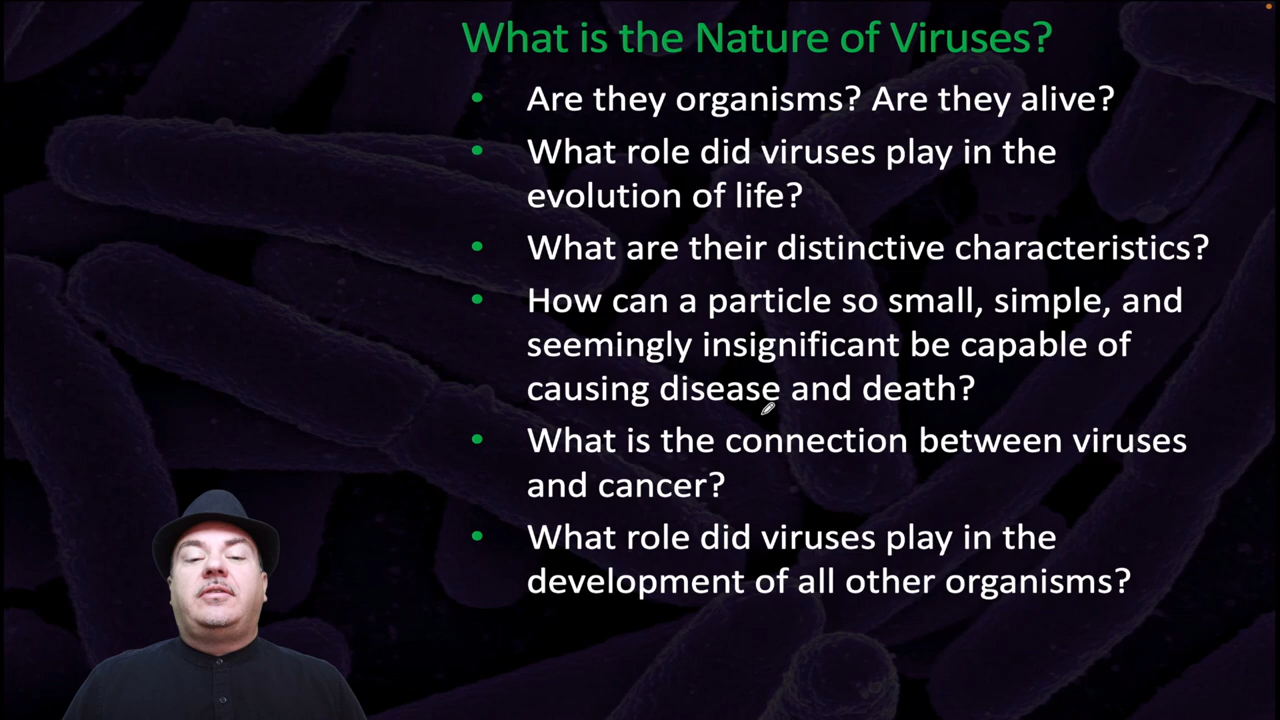 What is the Nature of Viruses?
• Are they organisms? Are they alive?
• What role did viruses play in the
evolution of life?
• What are their distinctive characteristics?
• How can a particle so small, simple, and
seemingly insignificant be capable of
causing disease and death?
• What is the connection between viruses
and cancer?
• What role did viruses play in the
development of all other organisms?